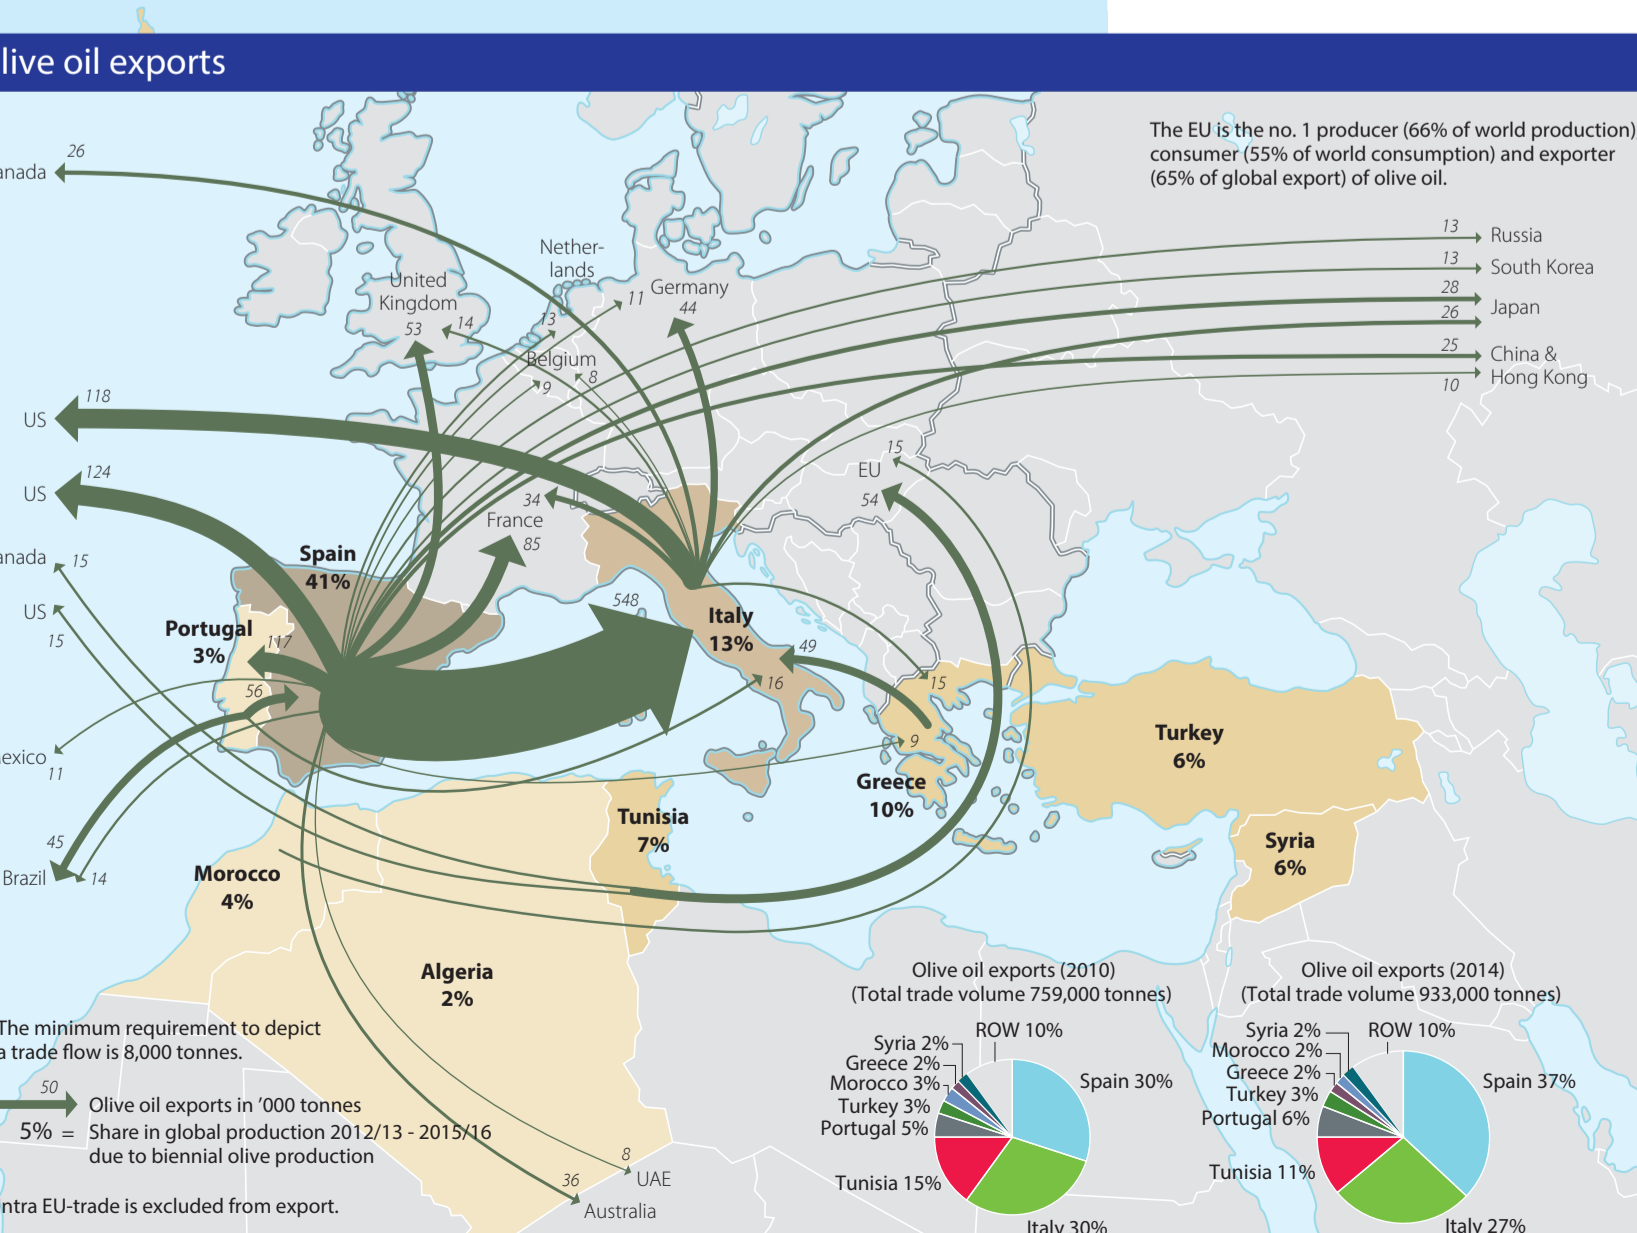 live oil exports
The EU is the no. 1 producer (66% of world production)
consumer (55% of world consumption) and exporter
(65% of global export) of olive oil.
26
anada
13
Russia
13
South Korea
28
Japan
26
25
China &
Hong Kong
10
Nether-
lands
11
Germany
44
United
Kingdom
53
14
13
Belgium
9
8
118
US
124
US
15
EU
54
34
France
85
Spain
41%
anada
15
US
15
548
Italy
13%
Portugal
3%
117
56
49
16
15
9
exico
11
Turkey
6%
Greece
10%
Tunisia
7%
Syria
6%
45
Brazil
14
Morocco
4%
Algeria
2%
The minimum requirement to depict
a trade flow is 8,000 tonnes.
50
Olive oil exports in ’000 tonnes
5% = Share in global production 2012/13 - 2015/16
due to biennial olive production
ntra EU-trade is excluded from export.
8
UAE
36
Australia
Olive oil exports (2010)
(Total trade volume 759,000 tonnes)
ROW 10%
Syria 2%
Greece 2%
Morocco 3%
Turkey 3%
Portugal 5%
Spain 30%
Tunisia 15%
Italy 30%
Olive oil exports (2014)
(Total trade volume 933,000 tonnes)
Syria 2%
ROW 10%
Morocco 2%
Greece 2%
Turkey 3%
Portugal 6%
Spain 37%
Tunisia 11%
Italy 27%